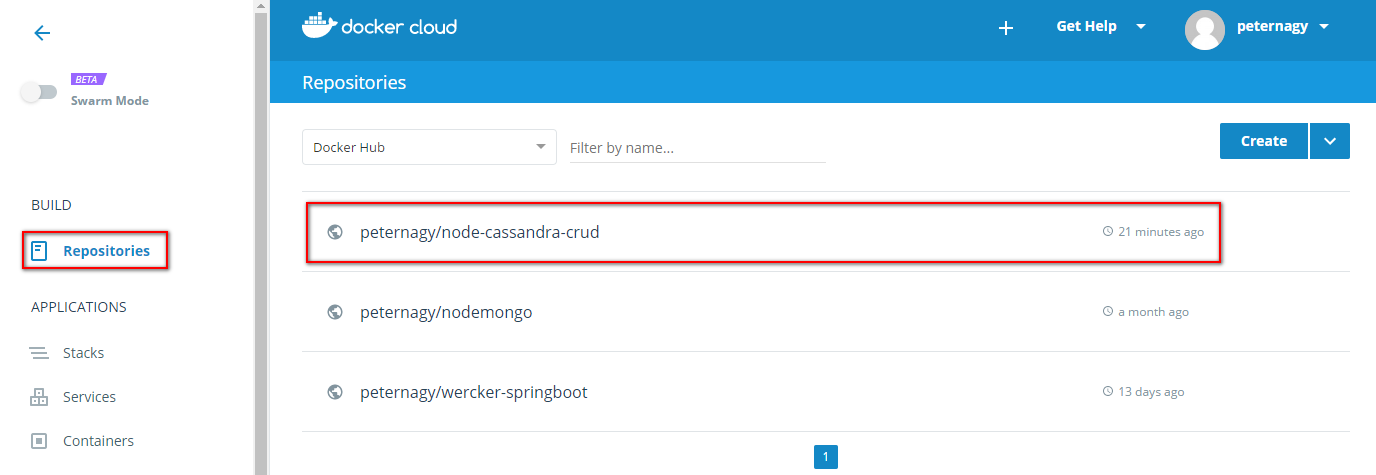 BETA
Swarm Mode
BUILD
Repositories
APPLICATIONS
Stacks
Services
Containers
docker cloud
Get Help
peternagy
Repositories
Docker Hub
Filter by name...
Create
peternagy/node-cassandra-crud
21 minutes ago
peternagy/nodemongo
a month ago
peternagy/wercker-springboot
13 days ago
1